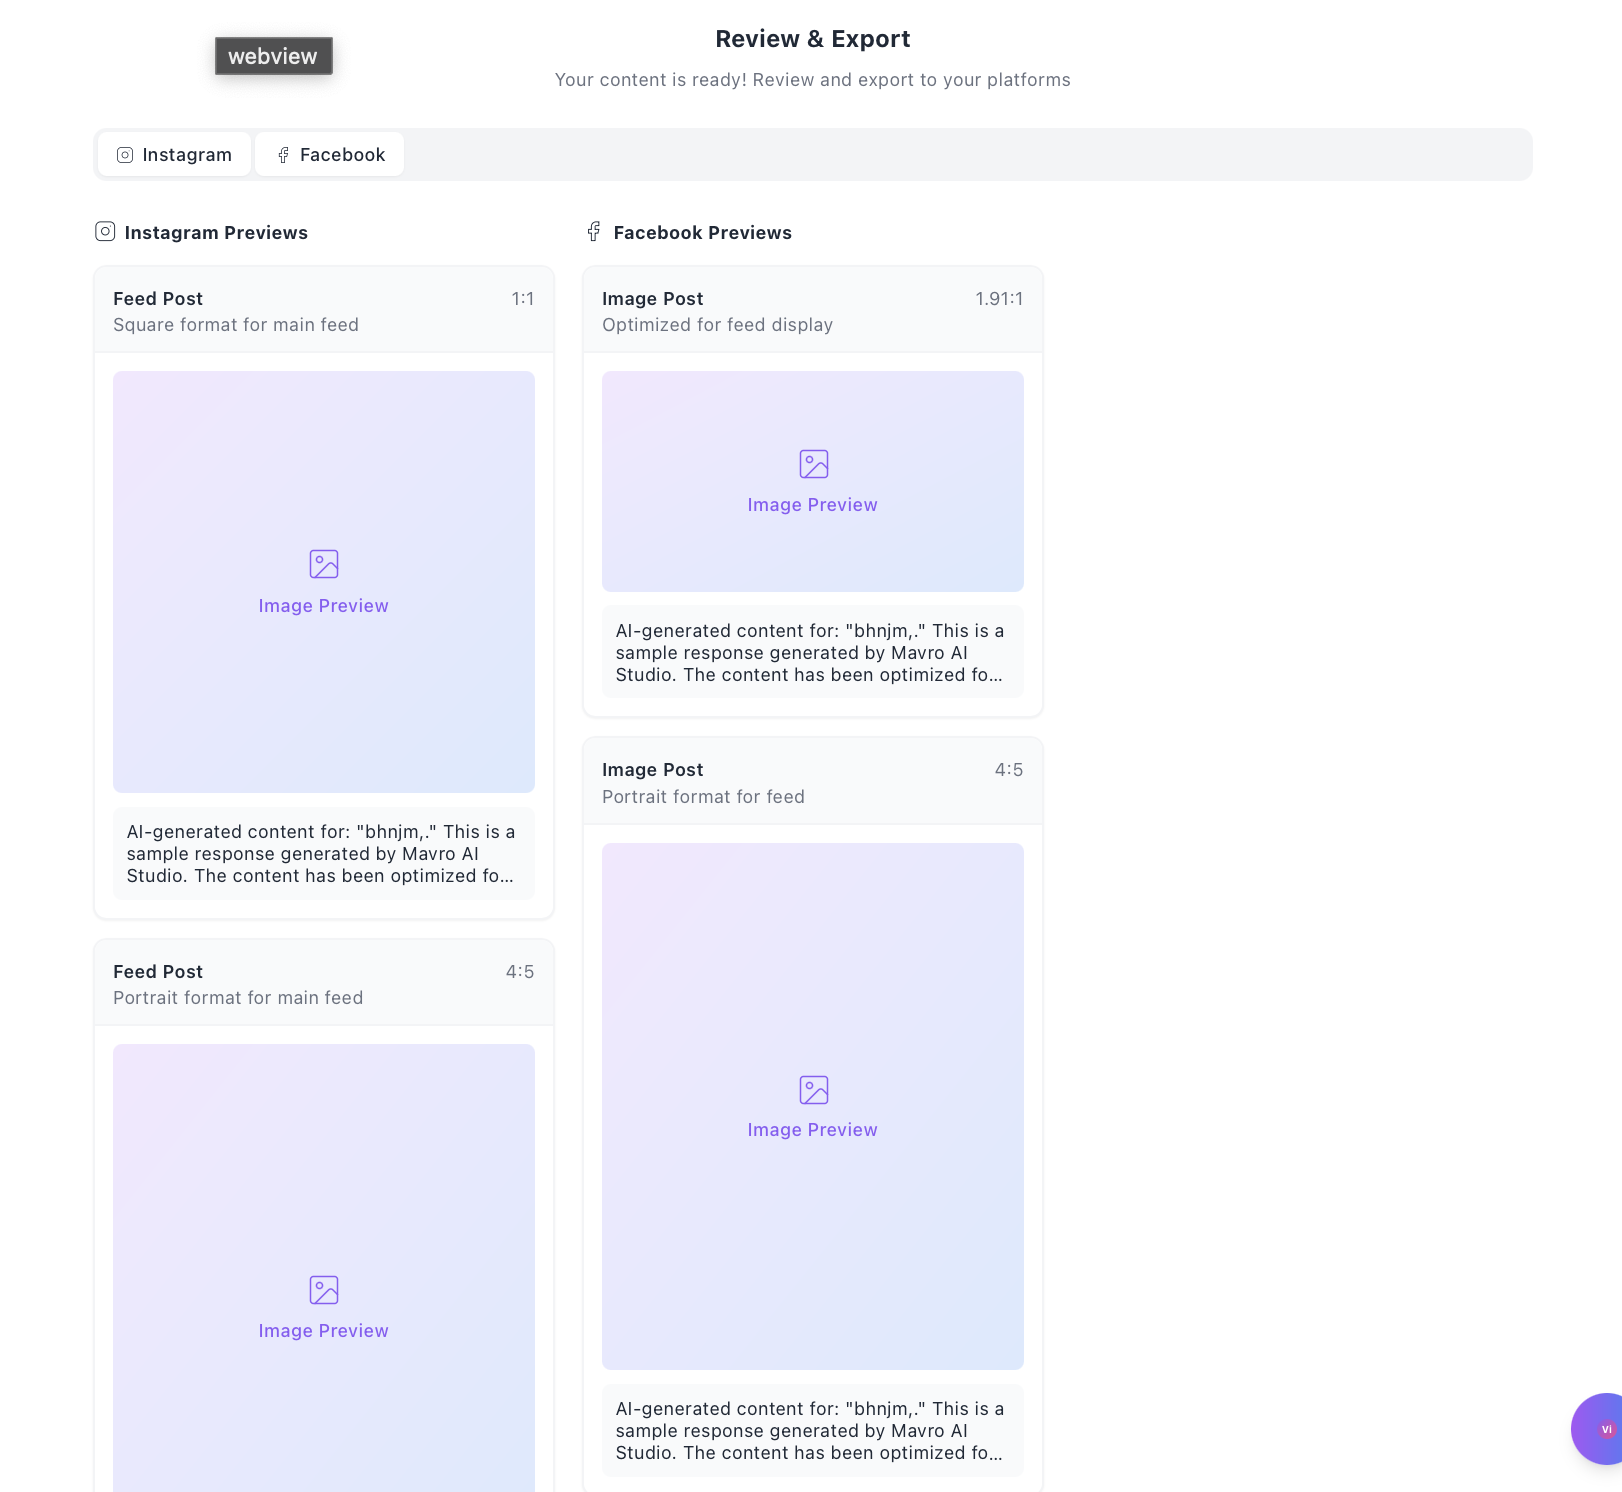 webview
Review & Export
Your content is ready! Review and export to your platforms
Instagram
Facebook
Instagram Previews
Feed Post
1:1
Square format for main feed
Image Preview
AI-generated content for: "bhnjm,." This is a
sample response generated by Mavro AI
Studio. The content has been optimized fo...
Feed Post
4:5
Portrait format for main feed
Image Preview
Facebook Previews
Image Post
1.91:1
Optimized for feed display
Image Preview
AI-generated content for: "bhnjm,." This is a
sample response generated by Mavro AI
Studio. The content has been optimized fo...
Image Post
4:5
Portrait format for feed
Image Preview
AI-generated content for: "bhnjm,." This is a
sample response generated by Mavro AI
Studio. The content has been optimized fo...
vi